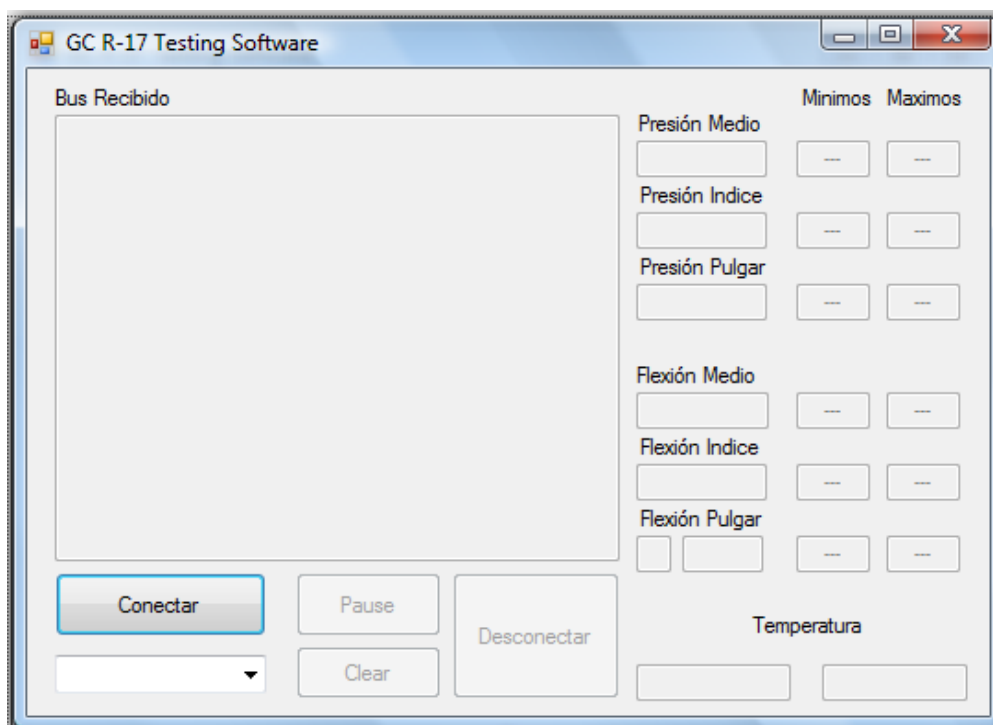 GC R-17 Testing Software
Bus Recibido
Minimos Maximos
Presión Medio
--- ---
Presión Indice
--- ---
Presión Pulgar
--- ---
Flexión Medio
--- ---
Flexión Indice
--- ---
Flexión Pulgar
--- ---
Conectar
Pause
Desconectar
Clear
Temperatura